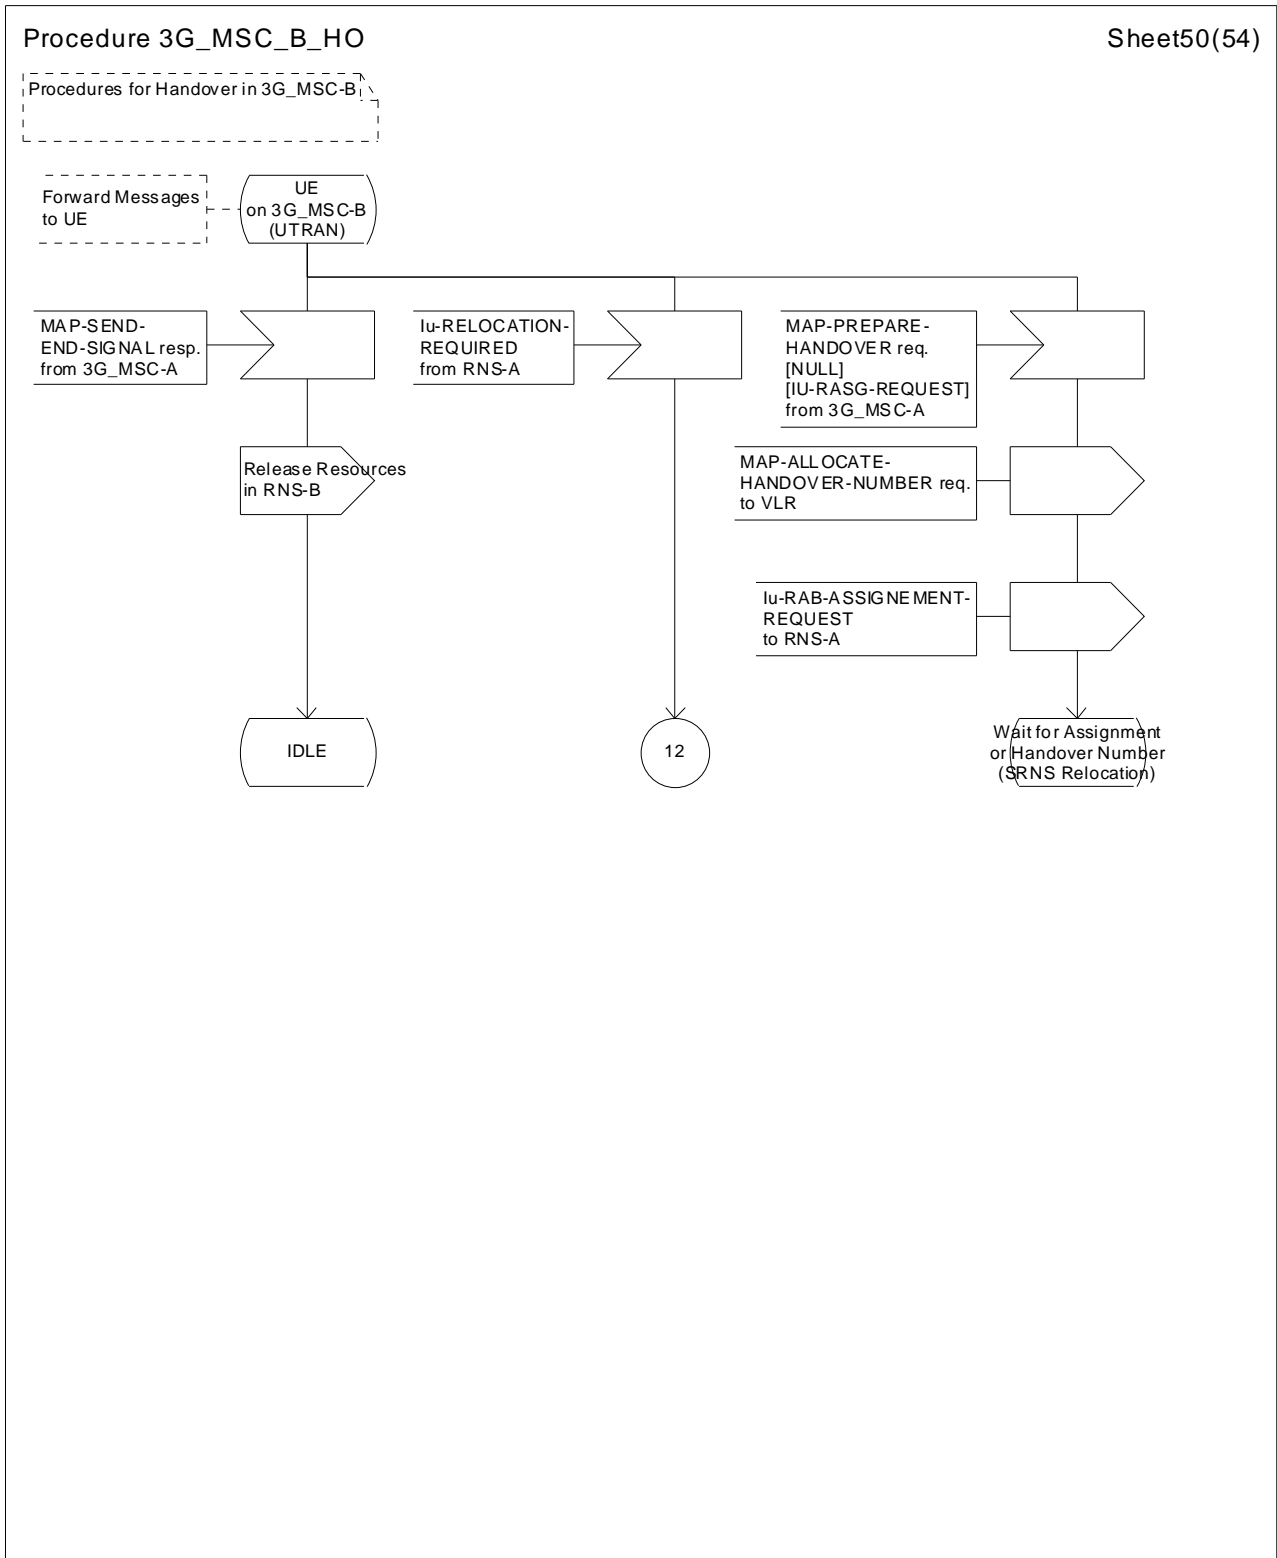 Procedure 3G_MSC_B_HO
Sheet50(54)
Procedures for Handover in 3G_MSC-B
Forward Messages
to UE
UE
on 3G_MSC-B
(UTRAN)
MAP-SEND-
END-SIGNAL resp.
from 3G_MSC-A
Iu-RELOCATION-
REQUIRED
from RNS-A
MAP-PREPARE-
HANDOVER req.
[NULL]
[IU-RASG-REQUEST]
from 3G_MSC-A
Release Resources
in RNS-B
MAP-ALLOCATE-
HANDOVER-NUMBER req.
to VLR
Iu-RAB-ASSIGNEMENT-
REQUEST
to RNS-A
IDLE
12
Wait for Assignment
or Handover Number
(SRNS Relocation)